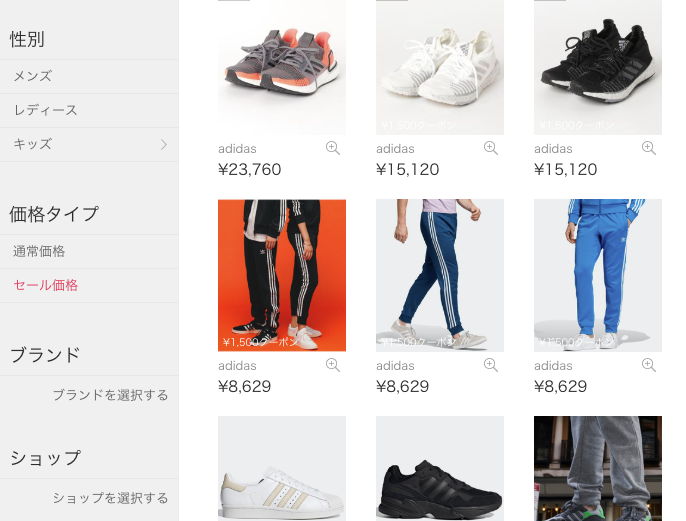 性別
メンズ
レディース
キッズ
価格タイプ
通常価格
セール価格
ブランド
ブランドを選択する
ショップ
ショップを選択する
¥1,500クーポン
¥1,500クーポン
adidas
adidas
adidas
¥23,760
¥15,120
¥15,120
¥1,500クーポン
¥1,500クーポン
¥1,500クーポン
adidas
adidas
adidas
¥8,629
¥8,629
¥8,629